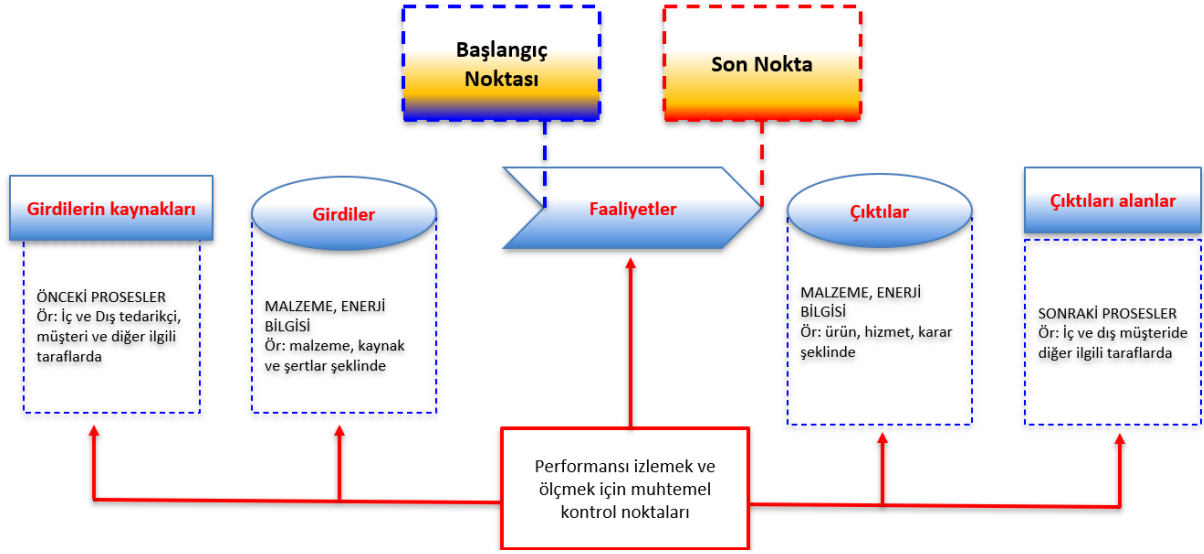 Başlangıç
Noktası
Son Nokta
Girdilerin kaynakları
Girdiler
Faaliyetler
Çıktılar
Çıktıları alanlar
ÖNCEKİ PROSESLER
Ör: İç ve Dış tedarikçi,
müşteri ve diğer ilgili
taraflarda
MALZEME, ENERJİ
BİLGİSİ
Ör: malzeme, kaynak
ve şertlar şeklinde
MALZEME, ENERJİ
BİLGİSİ
Ör: ürün, hizmet, karar
şeklinde
SONRAKİ PROSESLER
Ör: İç ve dış müşteride
diğer ilgili taraflarda
Performansı izlemek ve
ölçmek için muhtemel
kontrol noktaları